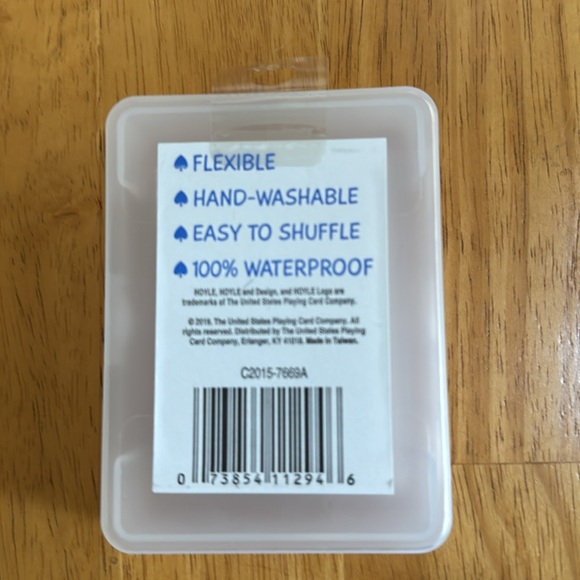 FLEXIBLE
HAND-WASHABLE
EASY TO SHUFFLE
100% WATERPROOF
HOYLE, HOYLE and Design, and HOYLE Logo are
trademarks of The United States Playing Card Company.
© 2015, The United States Playing Card Company. All
rights reserved. Distributed by The United States Playing
Card Company, Erlanger, KY 41018. Made in Taiwan.
C2015-7669A
0 73854 11294 6